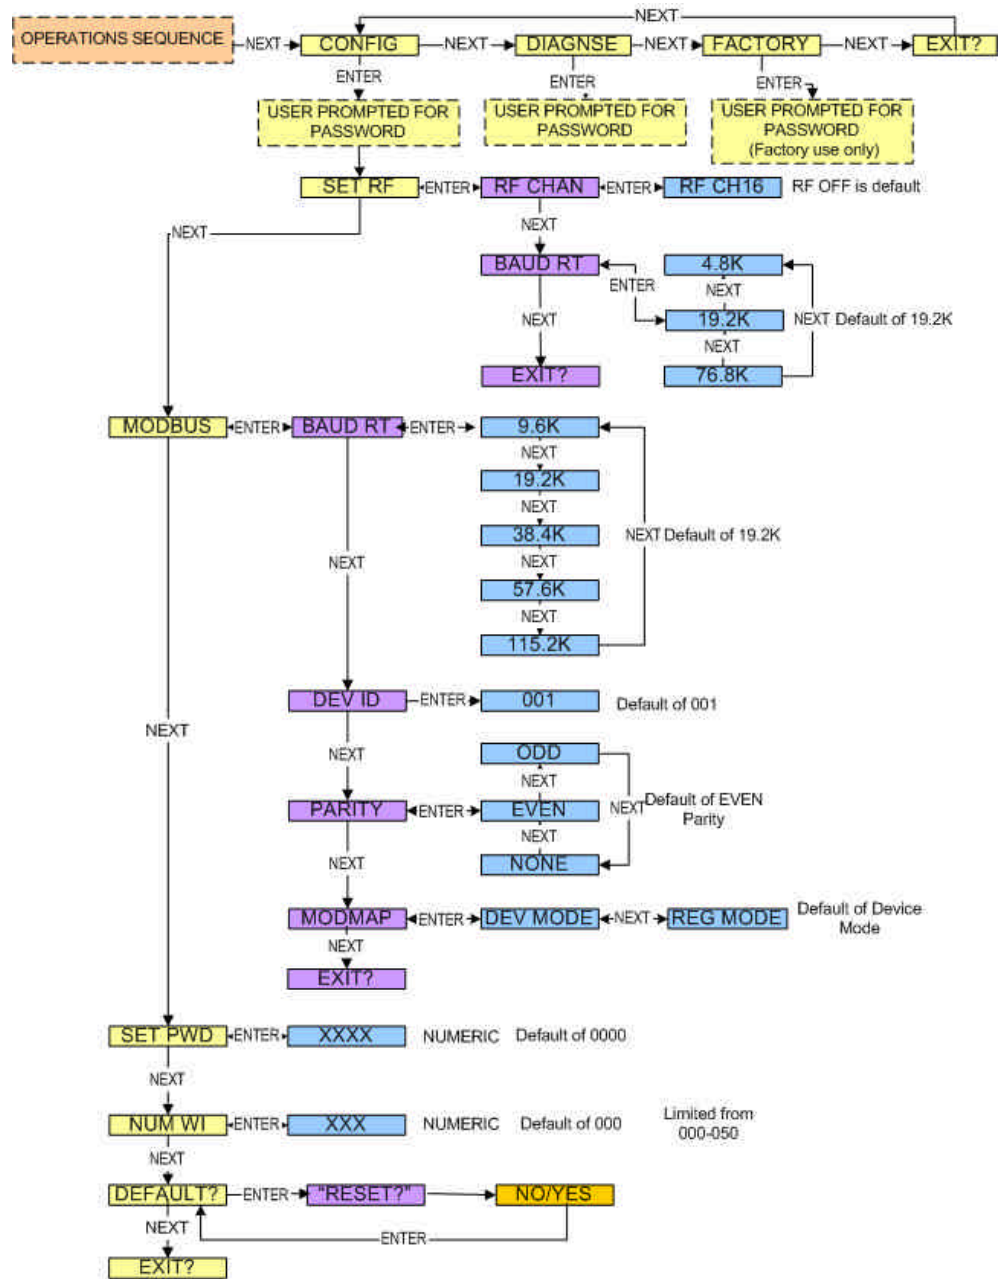 NEXT
OPERATIONS SEQUENCE
NEXT
CONFIG
NEXT
DIAGNSE
NEXT
FACTORY
NEXT
EXIT?
ENTER
ENTER
ENTER
USER PROMPTED FOR
PASSWORD
USER PROMPTED FOR
PASSWORD
USER PROMPTED FOR
PASSWORD
(Factory use only)
SET RF
ENTER
RF CHAN
ENTER
RF CH16
RF OFF is default
NEXT
NEXT
BAUD RT
ENTER
4.8K
NEXT
19.2K
NEXT
76.8K
NEXT
Default of 19.2K
NEXT
EXIT?
MODBUS
ENTER
BAUD RT
ENTER
9.6K
NEXT
19.2K
NEXT
38.4K
NEXT
57.6K
NEXT
115.2K
NEXT
Default of 19.2K
NEXT
DEV ID
ENTER
001
Default of 001
NEXT
NEXT
ODD
NEXT
PARITY
ENTER
EVEN
NEXT
NONE
NEXT
Default of EVEN
Parity
NEXT
MODMAP
ENTER
DEV MODE
NEXT
REG MODE
Default of Device
Mode
NEXT
EXIT?
SET PWD
ENTER
XXXX
NUMERIC
Default of 0000
NEXT
NUM WI
ENTER
XXX
NUMERIC
Default of 000
Limited from
000-050
NEXT
DEFAULT?
ENTER
"RESET?"
NO/YES
NEXT
ENTER
EXIT?